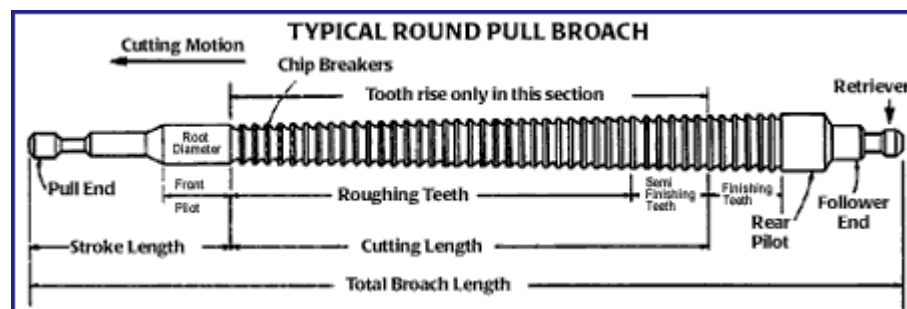 TYPICAL ROUND PULL BROACH
Cutting Motion
Chip Breakers
Tooth rise only in this section
Retriever
Root
Diameter
Pull End
Front
Pilot
Roughing Teeth
Semi
Finishing
Teeth
Finishing
Teeth
Rear
Pilot
Follower
End
Stroke Length
Cutting Length
Total Broach Length